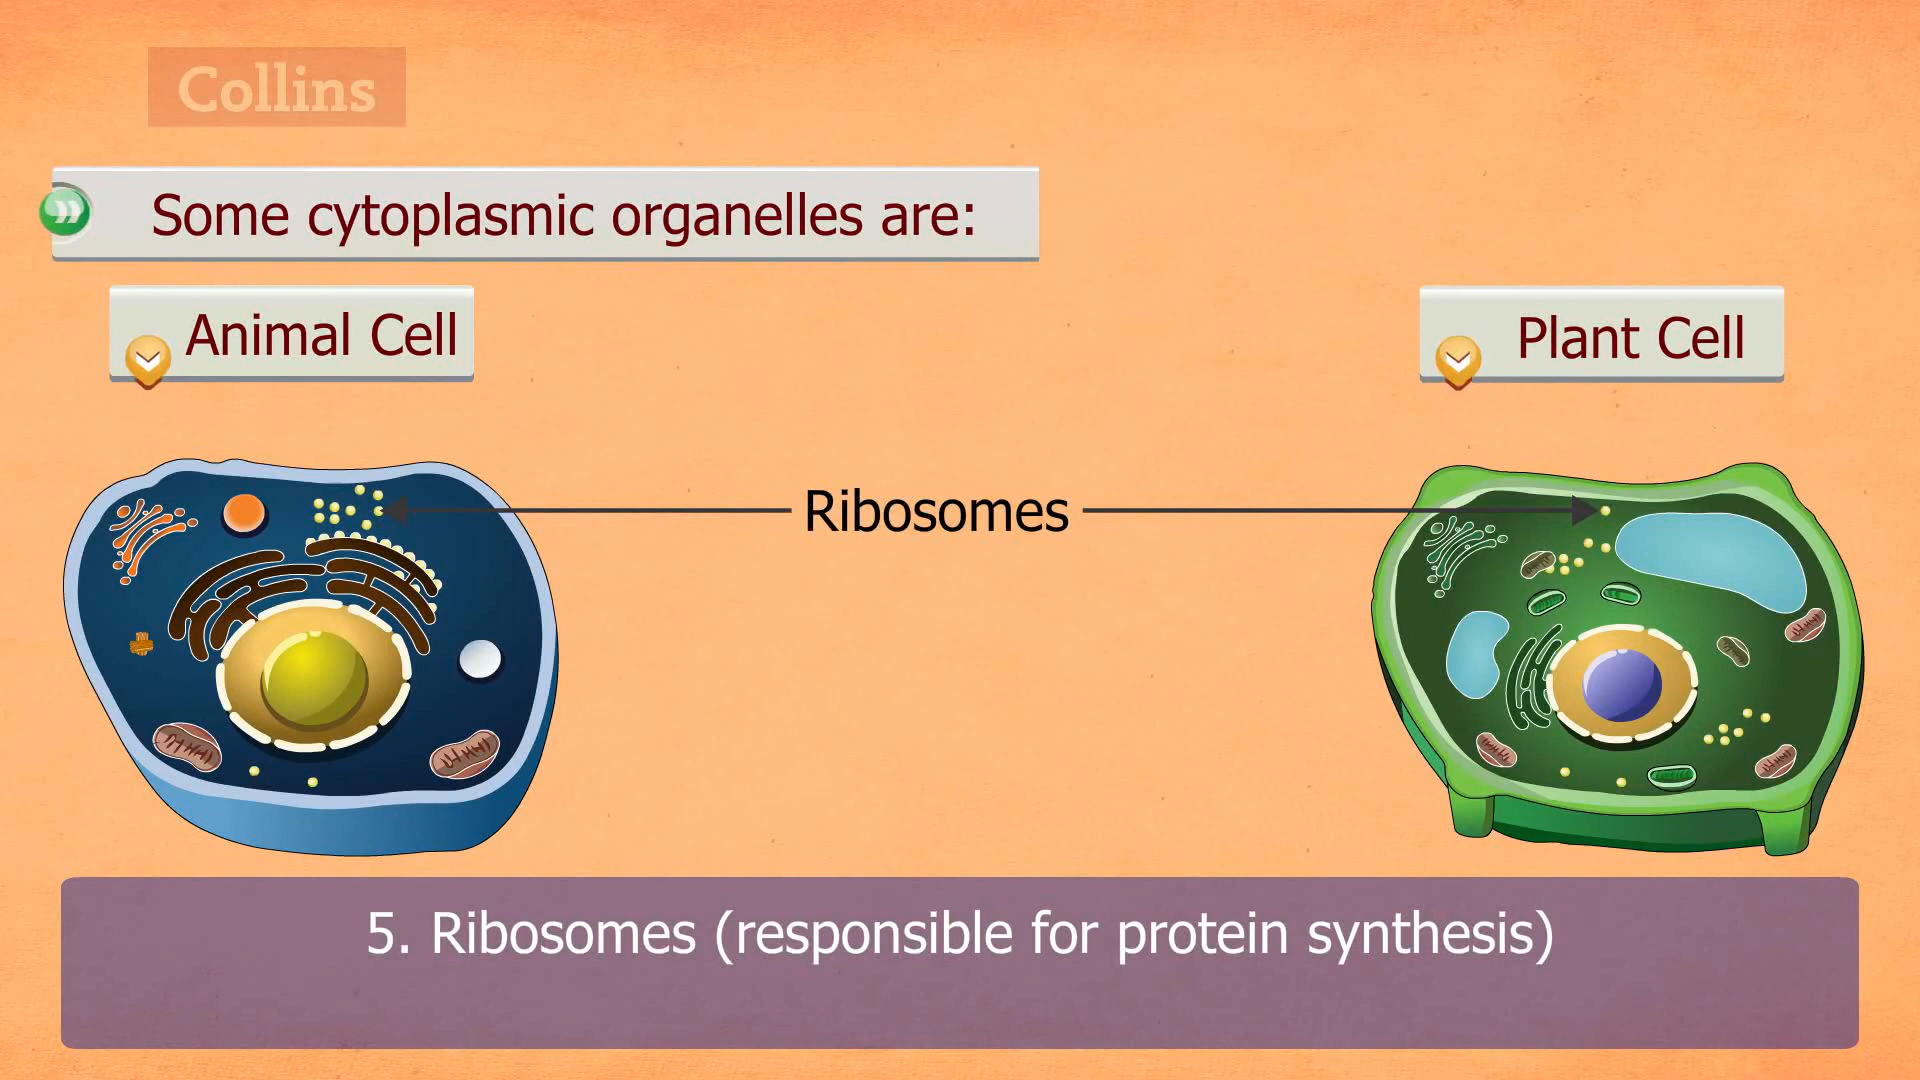 Collins
Some cytoplasmic organelles are:
Animal Cell
Plant Cell
Ribosomes
5. Ribosomes (responsible for protein synthesis)